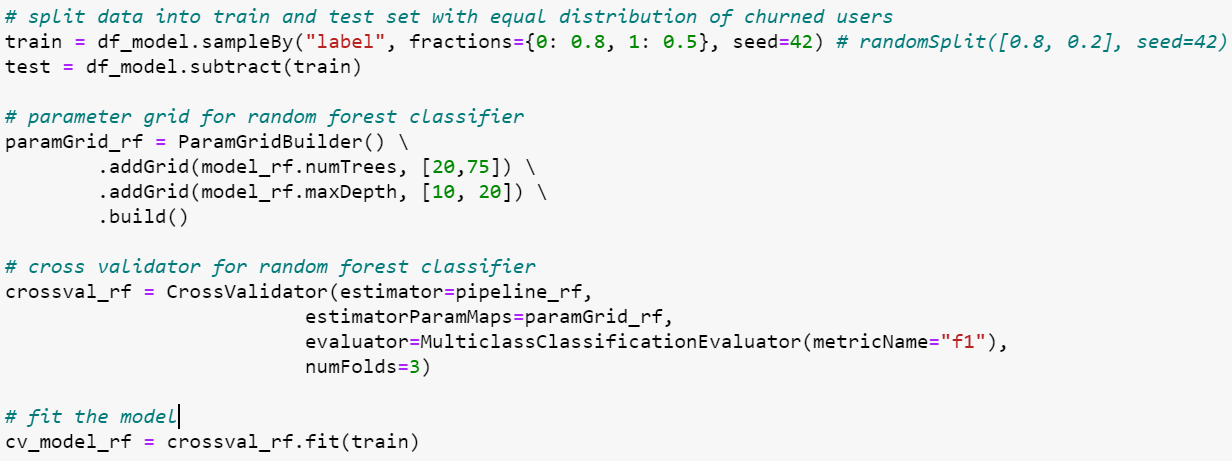 # split data into train and test set with equal distribution of churned users
train = df_model.sampleBy("label", fractions={0: 0.8, 1: 0.5}, seed=42) # randomSplit([0.8, 0.2], seed=42)
test = df_model.subtract(train)

# parameter grid for random forest classifier
paramGrid_rf = ParamGridBuilder() \
        .addGrid(model_rf.numTrees, [20,75]) \
        .addGrid(model_rf.maxDepth, [10, 20]) \
        .build()

# cross validator for random forest classifier
crossval_rf = CrossValidator(estimator=pipeline_rf,
                          estimatorParamMaps=paramGrid_rf,
                          evaluator=MulticlassClassificationEvaluator(metricName="f1"),
                          numFolds=3)

# fit the model
cv_model_rf = crossval_rf.fit(train)